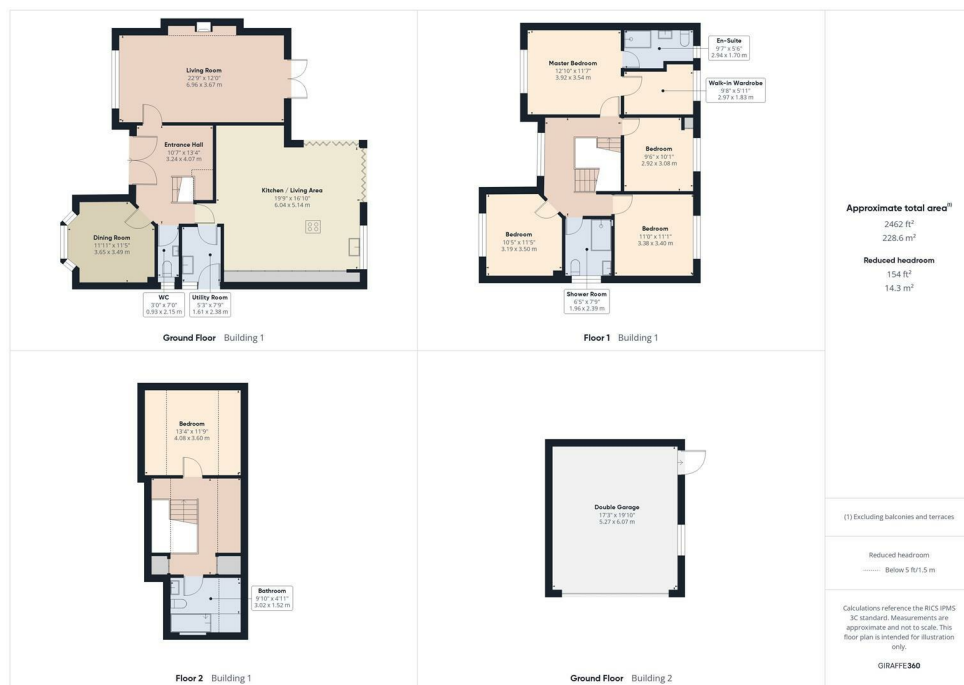 Living Room
22'9" x 12'0"
6.96 x 3.67 m
Entrance Hall
10'7" x 13'4"
3.24 x 4.07 m
Kitchen / Living Area
19'9" x 16'10"
6.04 x 5.14 m
Dining Room
11'11" x 11'5"
3.65 x 3.49 m
WC
3'0" x 7'0"
0.93 x 2.15 m
Utility Room
5'3" x 7'9"
1.61 x 2.38 m
Ground Floor Building 1
Master Bedroom
12'10" x 11'7"
3.92 x 3.54 m
En-Suite
9'7" x 5'6"
2.94 x 1.70 m
Walk-in Wardrobe
9'8" x 5'11"
2.97 x 1.83 m
Bedroom
9'6" x 10'1"
2.92 x 3.08 m
Bedroom
10'5" x 11'5"
3.19 x 3.50 m
Bedroom
11'0" x 11'1"
3.38 x 3.40 m
Shower Room
6'5" x 7'9"
1.96 x 2.39 m
Floor 1 Building 1
Bedroom
13'4" x 11'9"
4.08 x 3.60 m
Bathroom
9'10" x 4'11"
3.02 x 1.52 m
Floor 2 Building 1
Double Garage
17'3" x 19'10"
5.27 x 6.07 m
Ground Floor Building 2
Approximate total area(1)
2462 ft²
228.6 m²
Reduced headroom
154 ft²
14.3 m²
(1) Excluding balconies and terraces
Reduced headroom
Below 5 ft/1.5 m
Calculations reference the RICS IPMS
3C standard. Measurements are
approximate and not to scale. This
floor plan is intended for illustration
only.
GIRAFFE360